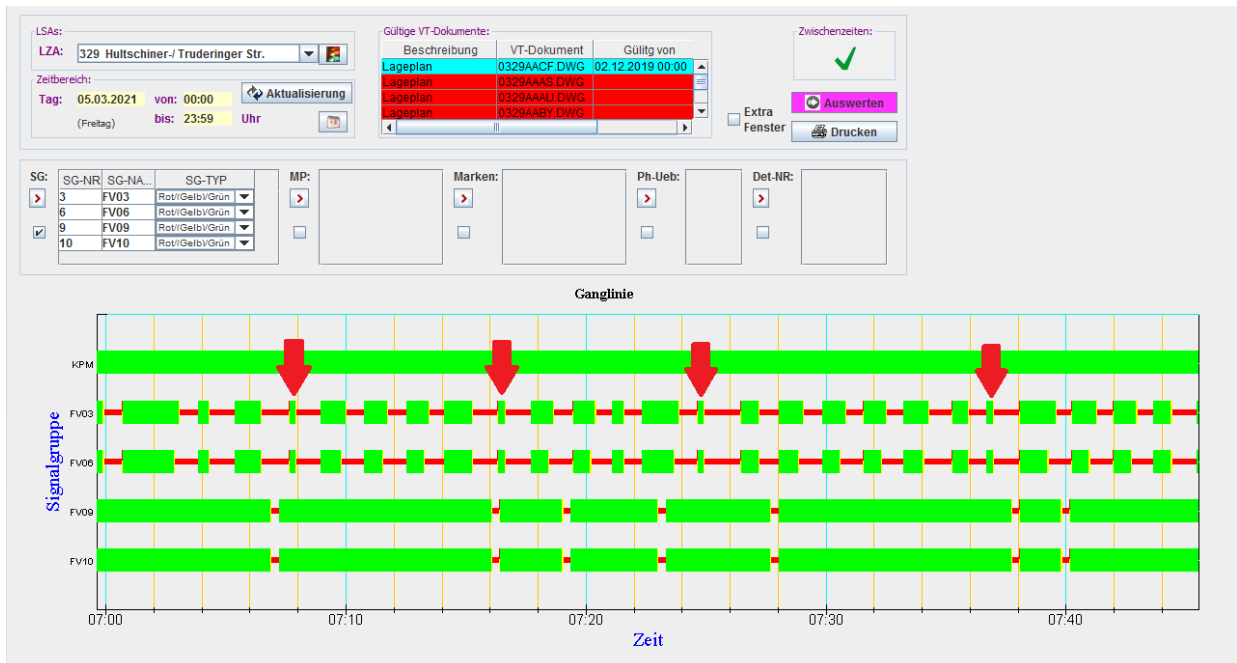 LSAs:
LZA: 329 Hultschiner-/ Truderinger Str.
Zeitbereich:
Tag: 05.03.2021 von: 00:00 Aktualisierung
(Freitag) bis: 23:59 Uhr
Gültige VT-Dokumente:
Beschreibung VT-Dokument Gülitg von
Lageplan 0329AACF.DWG 02.12.2019 00:00
Lageplan 0329AAAS.DWG
Lageplan 0329AAAU.DWG
Lageplan 0329AABY.DWG
Extra
Fenster
Zwischenzeiten:
Auswerten
Drucken
SG: MP: Marken: Ph-Ueb: Det-NR:
SG-NR SG-NA... SG-TYP
3 FV03 Rot/(Gelb)/Grün
6 FV06 Rot/(Gelb)/Grün
9 FV09 Rot/(Gelb)/Grün
10 FV10 Rot/(Gelb)/Grün
Ganglinie
Signalgruppe
KPM
FV03
FV06
FV09
FV10
07:00 07:10 07:20 07:30 07:40
Zeit